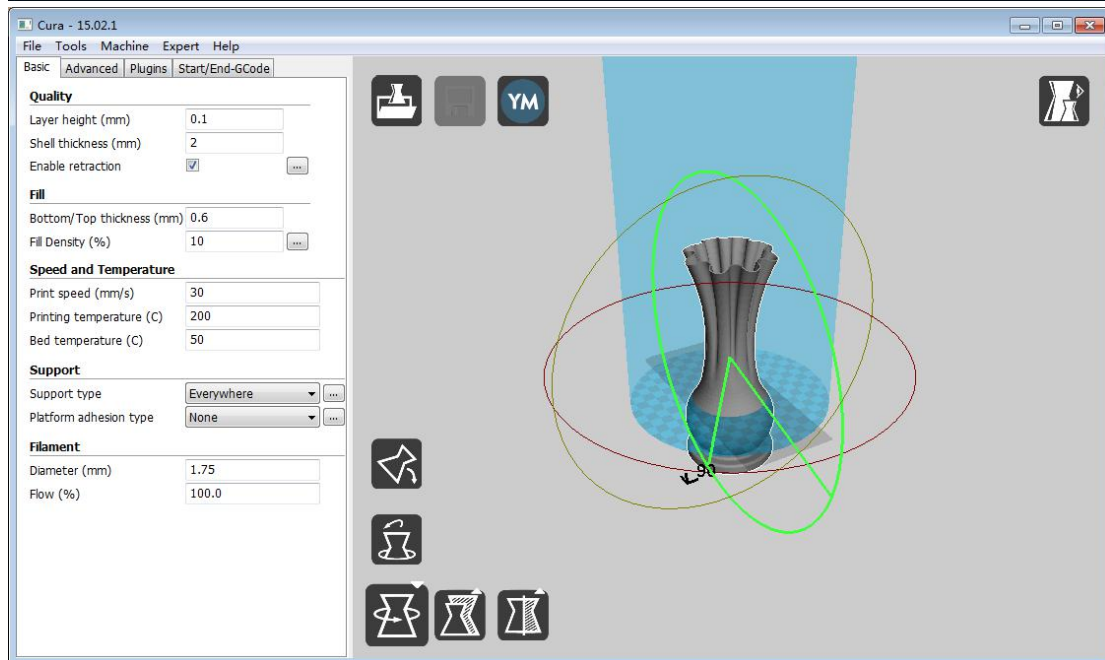 Cura - 15.02.1
File Tools Machine Expert Help
Basic Advanced Plugins Start/End-GCode
Quality
Layer height (mm) 0.1
Shell thickness (mm) 2
Enable retraction ...
Fill
Bottom/Top thickness (mm) 0.6
Fill Density (%) 10 ...
Speed and Temperature
Print speed (mm/s) 30
Printing temperature (C) 200
Bed temperature (C) 50
Support
Support type Everywhere ...
Platform adhesion type None ...
Filament
Diameter (mm) 1.75
Flow (%) 100.0
YM
90